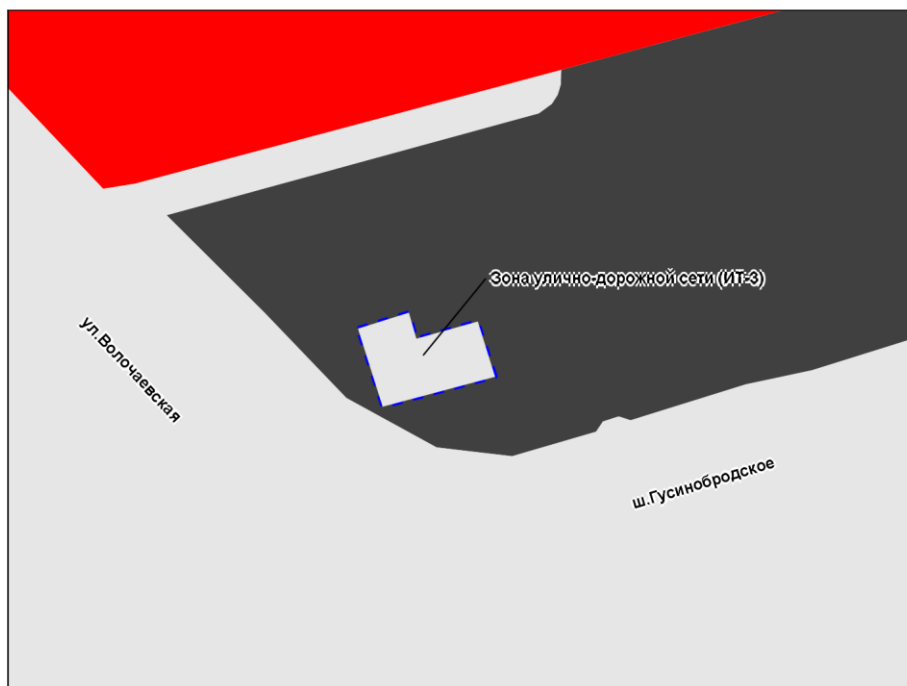 Зона улично-дорожной сети (ИТ-3)
ул.Волочаевская
ш.Гусинобродское